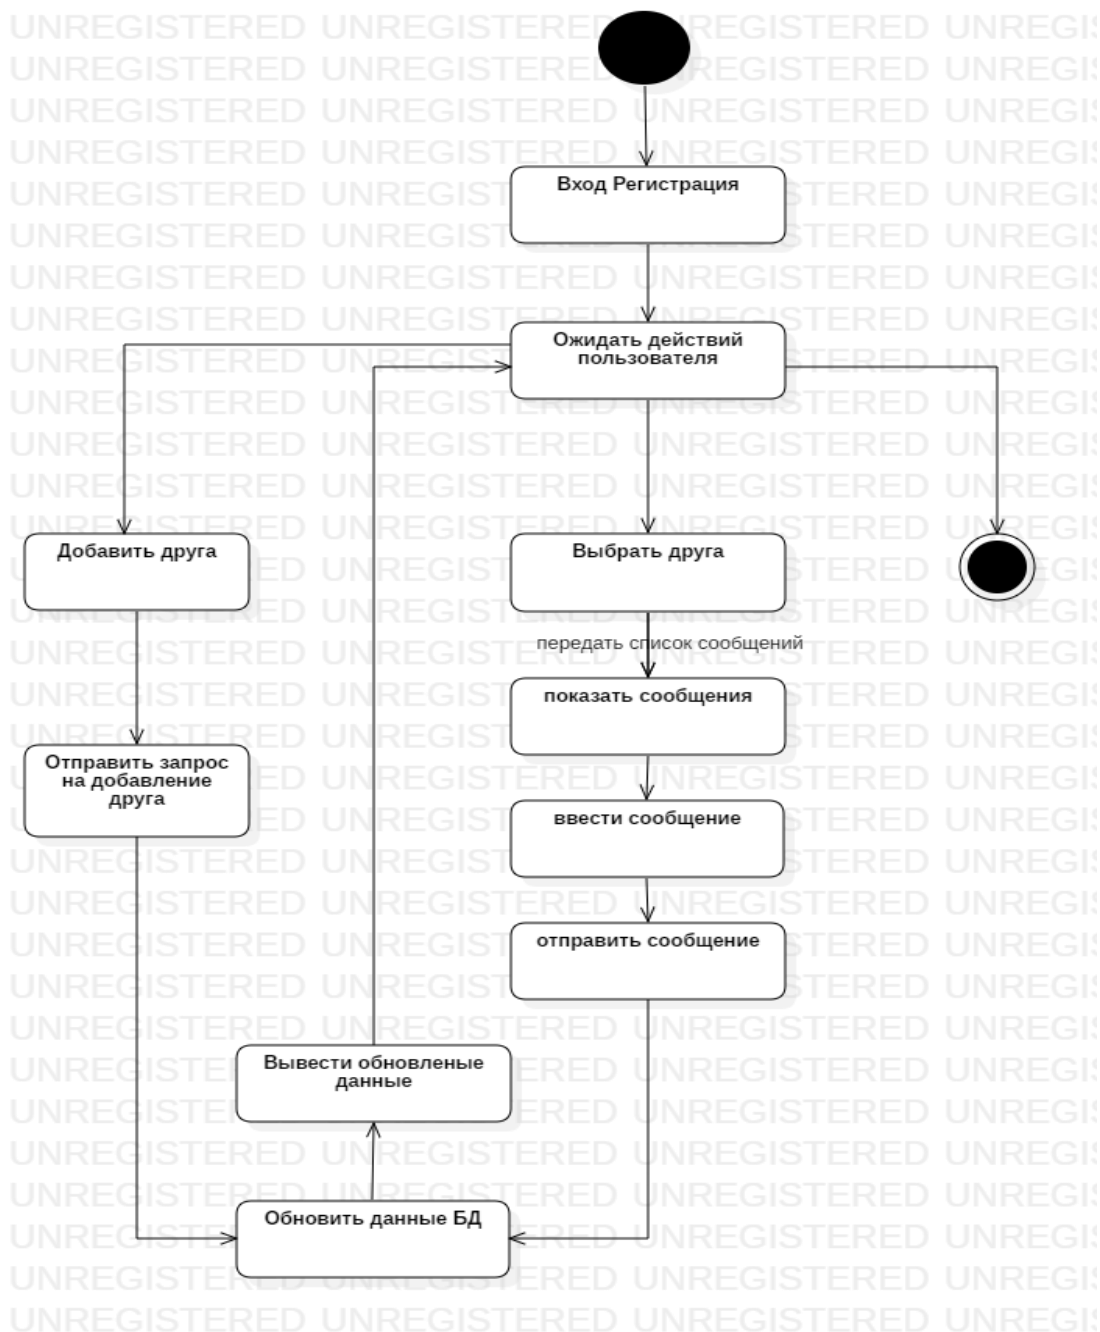 Вход Регистрация
Ожидать действий
пользователя
Добавить друга
Выбрать друга
передать список сообщений
показать сообщения
Отправить запрос
на добавление
друга
ввести сообщение
отправить сообщение
Вывести обновленые
данные
Обновить данные БД
UNREGISTERED